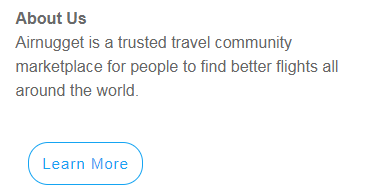 About Us
Airnugget is a trusted travel community
marketplace for people to find better flights all
around the world.
Learn More